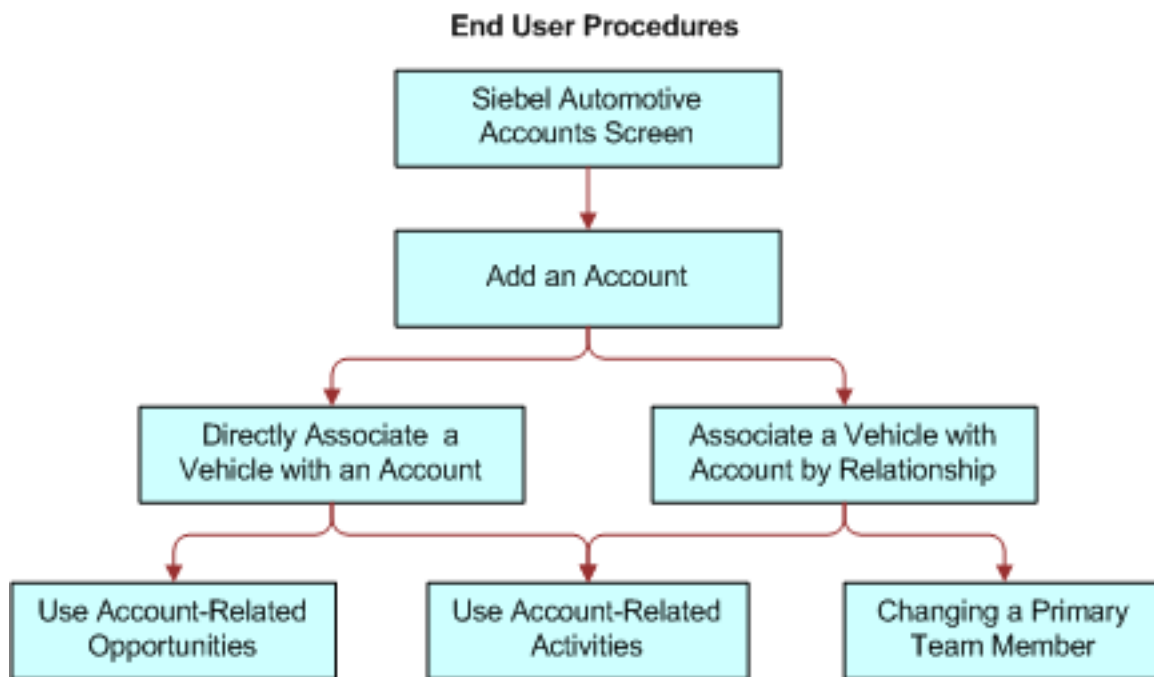 End User Procedures
Siebel Automotive
Accounts Screen
Add an Account
Directly Associate a
Vehicle with an Account
Associate a Vehicle with
Account by Relationship
Use Account-Related
Opportunities
Use Account-Related
Activities
Changing a Primary
Team Member